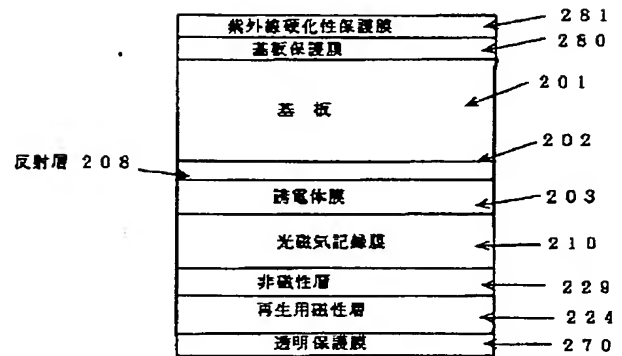 紫外線硬化性保護膜 281
基板保護膜 280
基板 201
202
反射層 208
誘電体膜 203
光磁気記録膜 210
非磁性層 229
再生用磁性層 224
透明保護膜 270